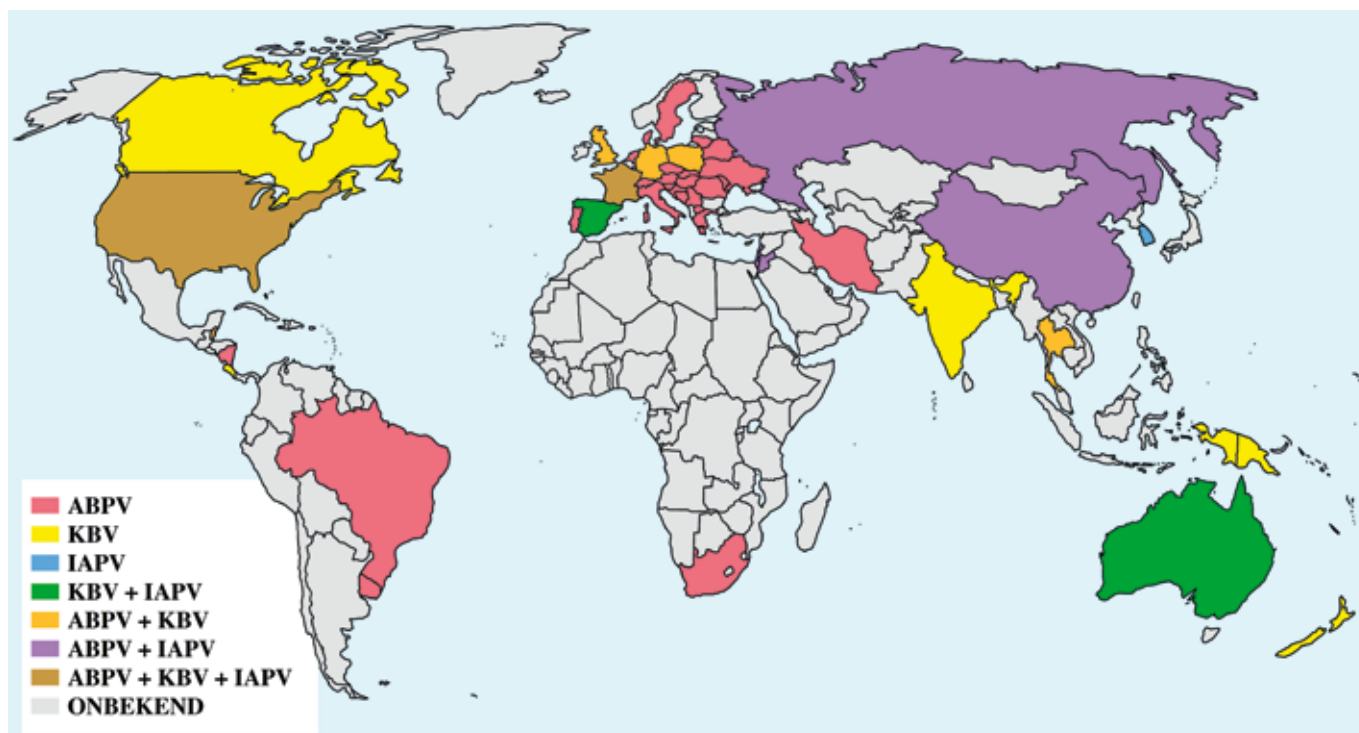 ABPV
KBV
IAPV
KBV + IAPV
ABPV + KBV
ABPV + IAPV
ABPV + KBV + IAPV
ONBEKEND